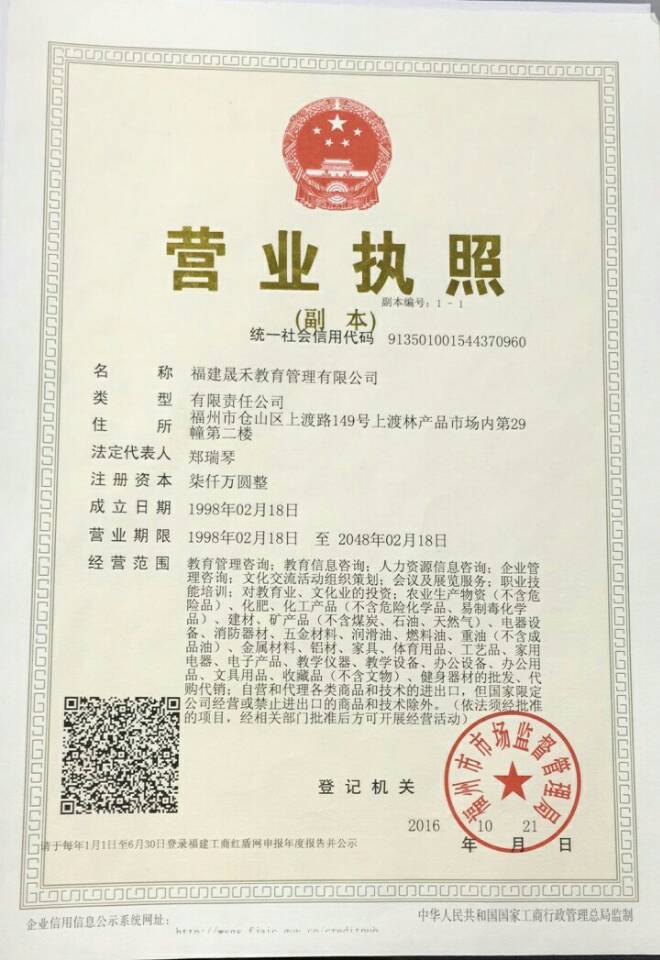 营业执照
副本编号：1-1
(副 本)
统一社会信用代码 913501001544370960
名 称 福建晟禾教育管理有限公司
类 型 有限责任公司
住 所 福州市仓山区上渡路149号上渡林产品市场内第29
幢第二楼
法定代表人 郑瑞琴
注册资本 柒仟万圆整
成立日期 1998年02月18日
营业期限 1998年02月18日 至 2048年02月18日
经营范围 教育管理咨询；教育信息咨询；人力资源信息咨询；企业管
理咨询；文化交流活动组织策划；会议及展览服务；职业技
能培训；对教育业、文化业的投资；农业生产物资（不含危
险品）、化肥、化工产品（不含危险化学品、易制毒化学
品）、建材、矿产品（不含煤炭、石油、天然气）、电器设
备、消防器材、五金材料、润滑油、燃料油、重油（不含成
品油）、金属材料、铝材、家具、体育用品、工艺品、家用
电器、电子产品、教学仪器、教学设备、办公设备、办公用
品、文具用品、收藏品（不含文物）、健身器材的批发、代
购代销；自营和代理各类商品和技术的进出口，但国家限定
公司经营或禁止进出口的商品和技术除外。（依法须经批准
的项目，经相关部门批准后方可开展经营活动）
登记机关
福州市市场监督管理局
2016 年 10 月 21 日
请于每年1月1日至6月30日登录福建工商红盾网申报年度报告并公示
企业信用信息公示系统网址：
中华人民共和国国家工商行政管理总局监制